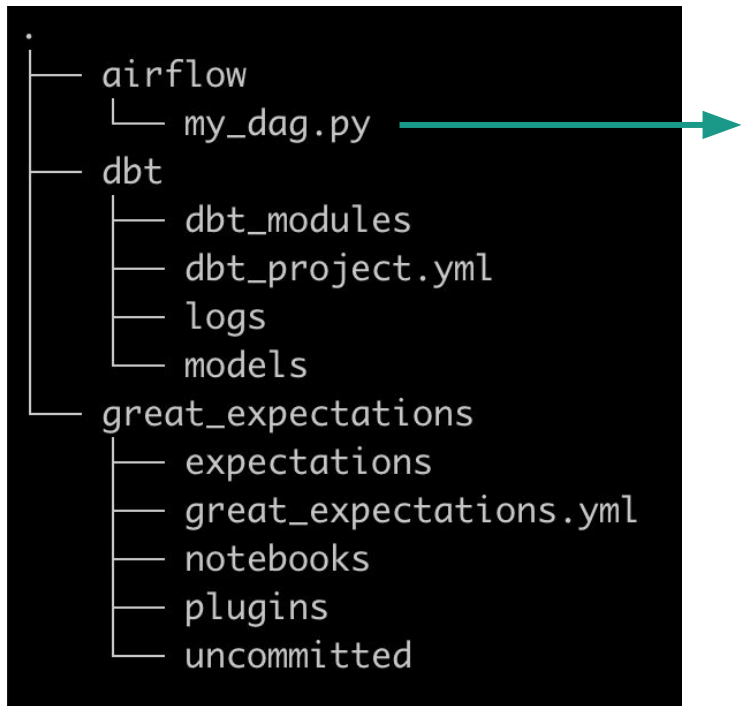 .
airflow
my_dag.py
dbt
dbt_modules
dbt_project.yml
logs
models
great_expectations
expectations
great_expectations.yml
notebooks
plugins
uncommitted